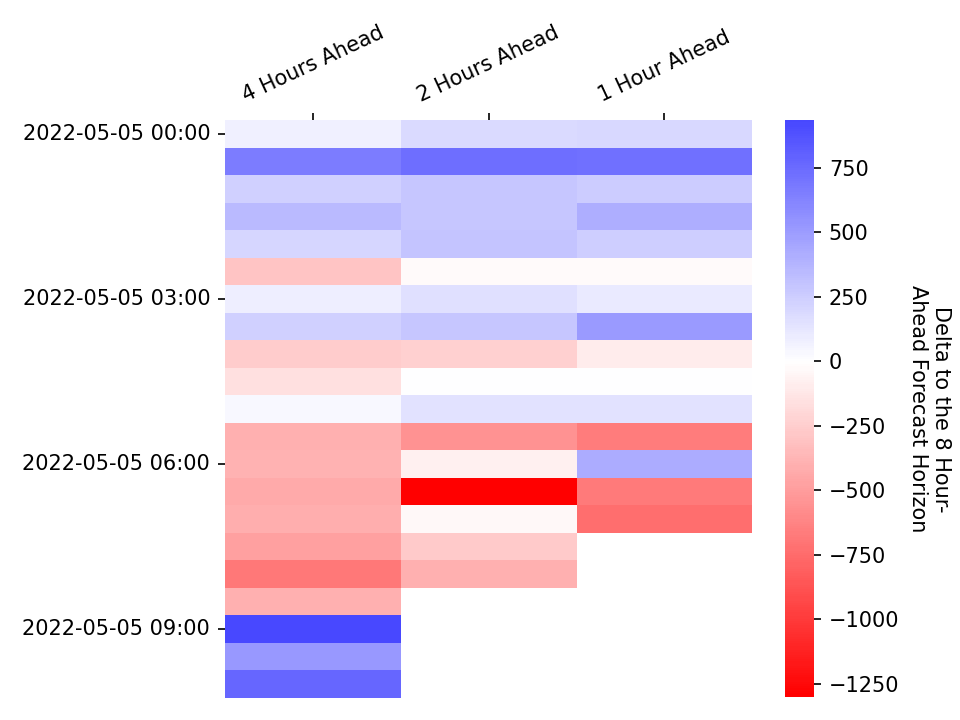 4 Hours Ahead
2 Hours Ahead
1 Hour Ahead
2022-05-05 00:00
2022-05-05 03:00
2022-05-05 06:00
2022-05-05 09:00
750
500
250
0
−250
−500
−750
−1000
−1250
Delta to the 8 Hour-
Ahead Forecast Horizon